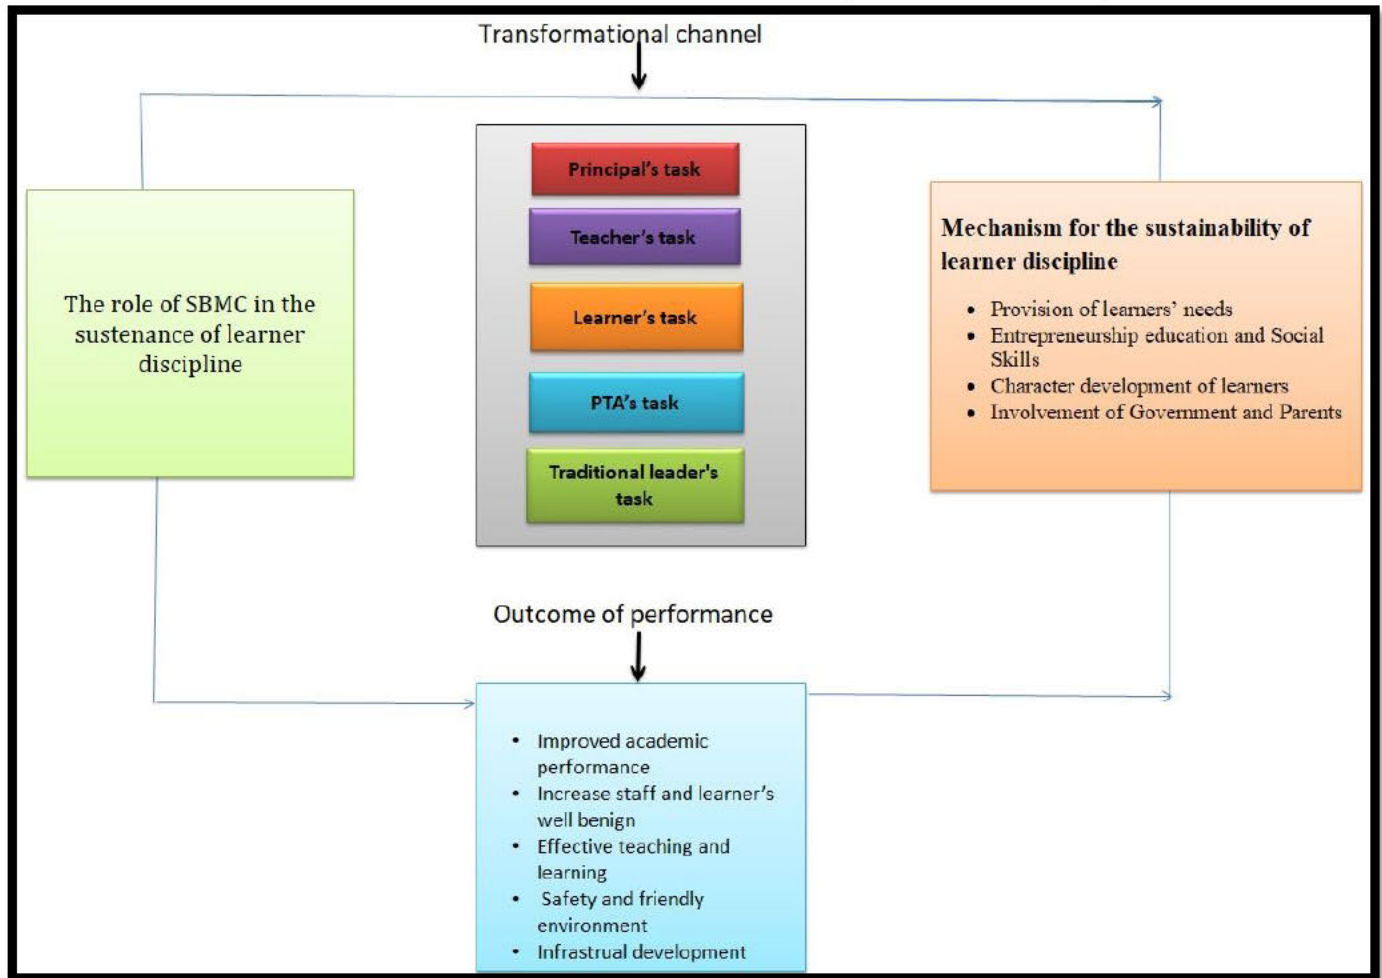 Transformational channel
Principal's task
Teacher's task
Learner's task
PTA's task
Traditional leader's
task
The role of SBMC in the
sustenance of learner
discipline
Mechanism for the sustainability of
learner discipline
• Provision of learners' needs
• Entrepreneurship education and Social
Skills
• Character development of learners
• Involvement of Government and Parents
Outcome of performance
• Improved academic
performance
• Increase staff and learner's
well benign
• Effective teaching and
learning
• Safety and friendly
environment
• Infrastrual development